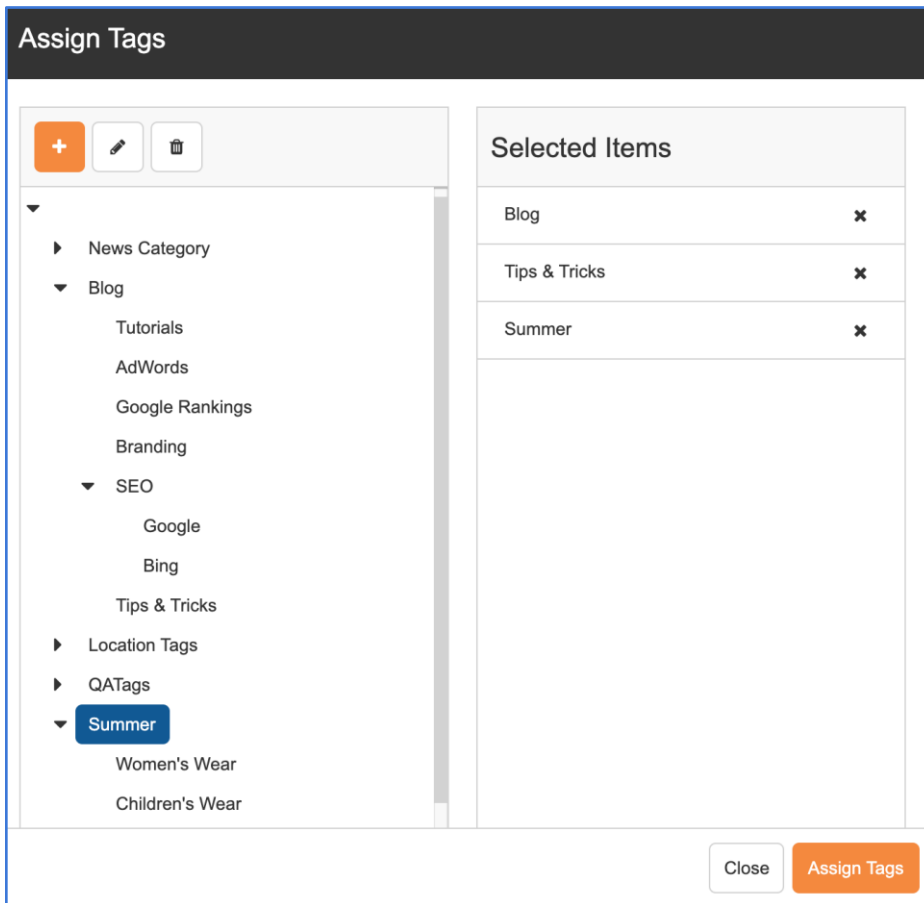 Assign Tags
Selected Items
News Category
Blog
Tutorials
AdWords
Google Rankings
Branding
SEO
Google
Bing
Tips & Tricks
Location Tags
QATags
Summer
Women's Wear
Children's Wear
Blog
Tips & Tricks
Summer
Close
Assign Tags